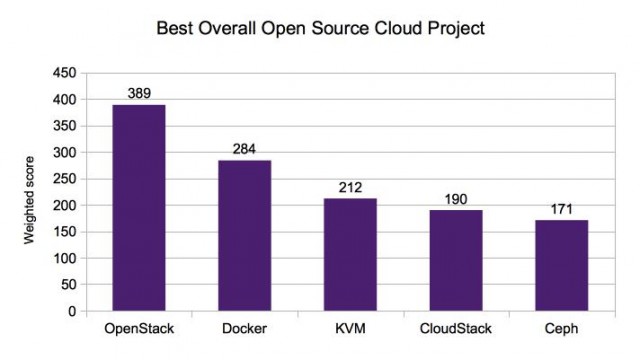 Best Overall Open Source Cloud Project
Weighted score
450
400
350
300
250
200
150
100
50
0
389
284
212
190
171
OpenStack
Docker
KVM
CloudStack
Ceph